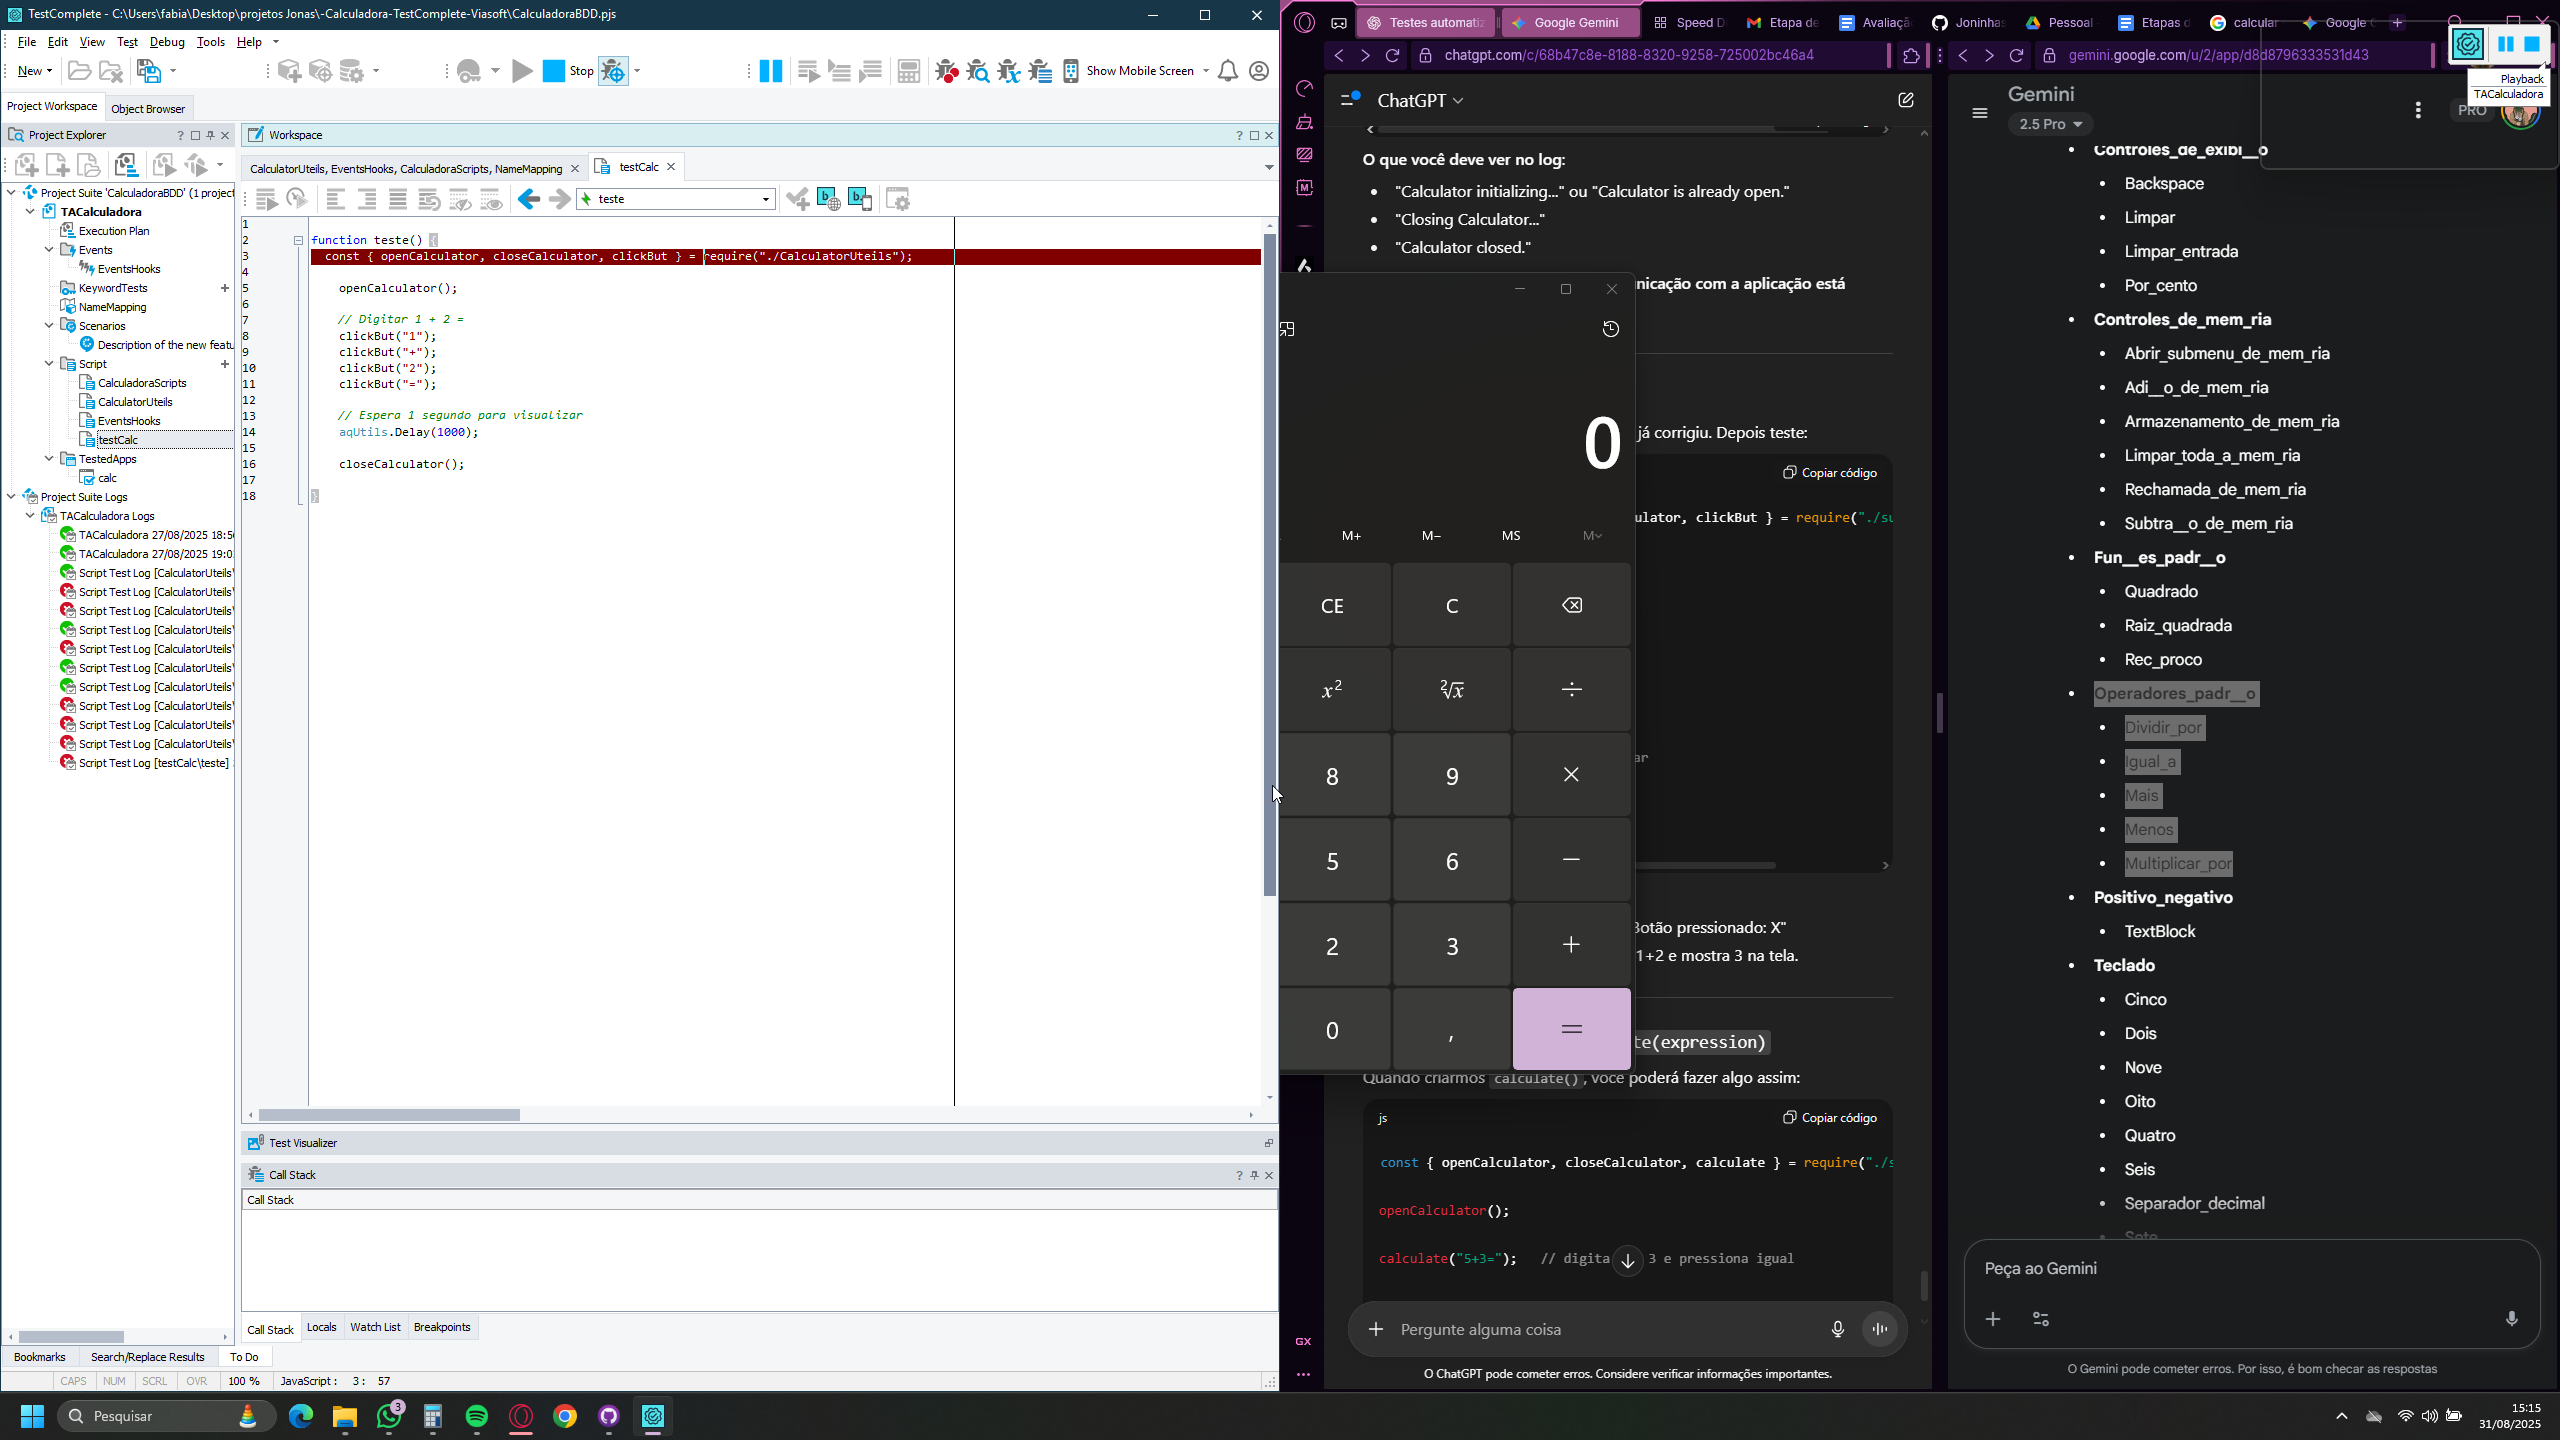 TestComplete - C:\Users\fabia\Desktop\projetos Jonas\-Calculadora-TestComplete-Viasoft\CalculadoraBDD.pjs
File Edit View Test Debug Tools Help
New Stop Show Mobile Screen
Project Workspace Object Browser
Project Explorer
Project Suite 'CalculadoraBDD' (1 project
TACalculadora
Execution Plan
Events
EventsHooks
KeywordTests
NameMapping
Scenarios
Description of the new featu
Script
CalculadoraScripts
CalculatorUteils
EventsHooks
testCalc
TestedApps
calc
Project Suite Logs
TACalculadora Logs
TACalculadora 27/08/2025 18:5
TACalculadora 27/08/2025 19:0
Script Test Log [CalculatorUteils\
Script Test Log [CalculatorUteils\
Script Test Log [CalculatorUteils\
Script Test Log [CalculatorUteils\
Script Test Log [CalculatorUteils\
Script Test Log [CalculatorUteils\
Script Test Log [CalculatorUteils\
Script Test Log [CalculatorUteils\
Script Test Log [CalculatorUteils\
Script Test Log [CalculatorUteils\
Script Test Log [testCalc\teste]
Workspace
CalculatorUteils, EventsHooks, CalculadoraScripts, NameMapping
testCalc
teste
1
2 function teste() {
3 const { openCalculator, closeCalculator, clickBut } = require("./CalculatorUteils");
4
5 openCalculator();
6
7 // Digitar 1 + 2 =
8 clickBut("1");
9 clickBut("+");
10 clickBut("2");
11 clickBut("=");
12
13 // Espera 1 segundo para visualizar
14 aqUtils.Delay(1000);
15
16 closeCalculator();
17
18 }
Test Visualizer
Call Stack
Call Stack
Call Stack Locals Watch List Breakpoints
Bookmarks Search/Replace Results To Do
CAPS NUM SCRL OVR 100 % JavaScript : 3 : 57
Testes automati
Google Gemini
Speed D
Etapa de
Avaliaçã
Joninha
Pessoal
Etapas d
calcular
Google
chatgpt.com/c/68b47c8e-8188-8320-9258-725002bc46a4
ChatGPT
O que você deve ver no log:
"Calculator initializing..." ou "Calculator is already open."
"Closing Calculator..."
"Calculator closed."
nicação com a aplicação está
já corrigiu. Depois teste:
Copiar código
ulator, clickBut } = require("./su
ar
Botão pressionado: X"
1+2 e mostra 3 na tela.
te(expression)
Quando criarmos calculate(), você poderá fazer algo assim:
js Copiar código
const { openCalculator, closeCalculator, calculate } = require("./s
openCalculator();
calculate("5+3="); // digita 3 e pressiona igual
Pergunte alguma coisa
O ChatGPT pode cometer erros. Considere verificar informações importantes.
GX
0
M+ M− MS M
CE C
x² ²√x ÷
8 9 ×
5 6 −
2 3 +
0 , =
gemini.google.com/u/2/app/d8d8796333531d43
Playback
TACalculadora
Gemini
2.5 Pro
PRO
Controles_de_exibi__o
Backspace
Limpar
Limpar_entrada
Por_cento
Controles_de_mem_ria
Abrir_submenu_de_mem_ria
Adi__o_de_mem_ria
Armazenamento_de_mem_ria
Limpar_toda_a_mem_ria
Rechamada_de_mem_ria
Subtra__o_de_mem_ria
Fun__es_padr__o
Quadrado
Raiz_quadrada
Rec_proco
Operadores_padr__o
Dividir_por
Igual_a
Mais
Menos
Multiplicar_por
Positivo_negativo
TextBlock
Teclado
Cinco
Dois
Nove
Oito
Quatro
Seis
Separador_decimal
Sete
Peça ao Gemini
O Gemini pode cometer erros. Por isso, é bom checar as respostas
Pesquisar
3
15:15
31/08/2025